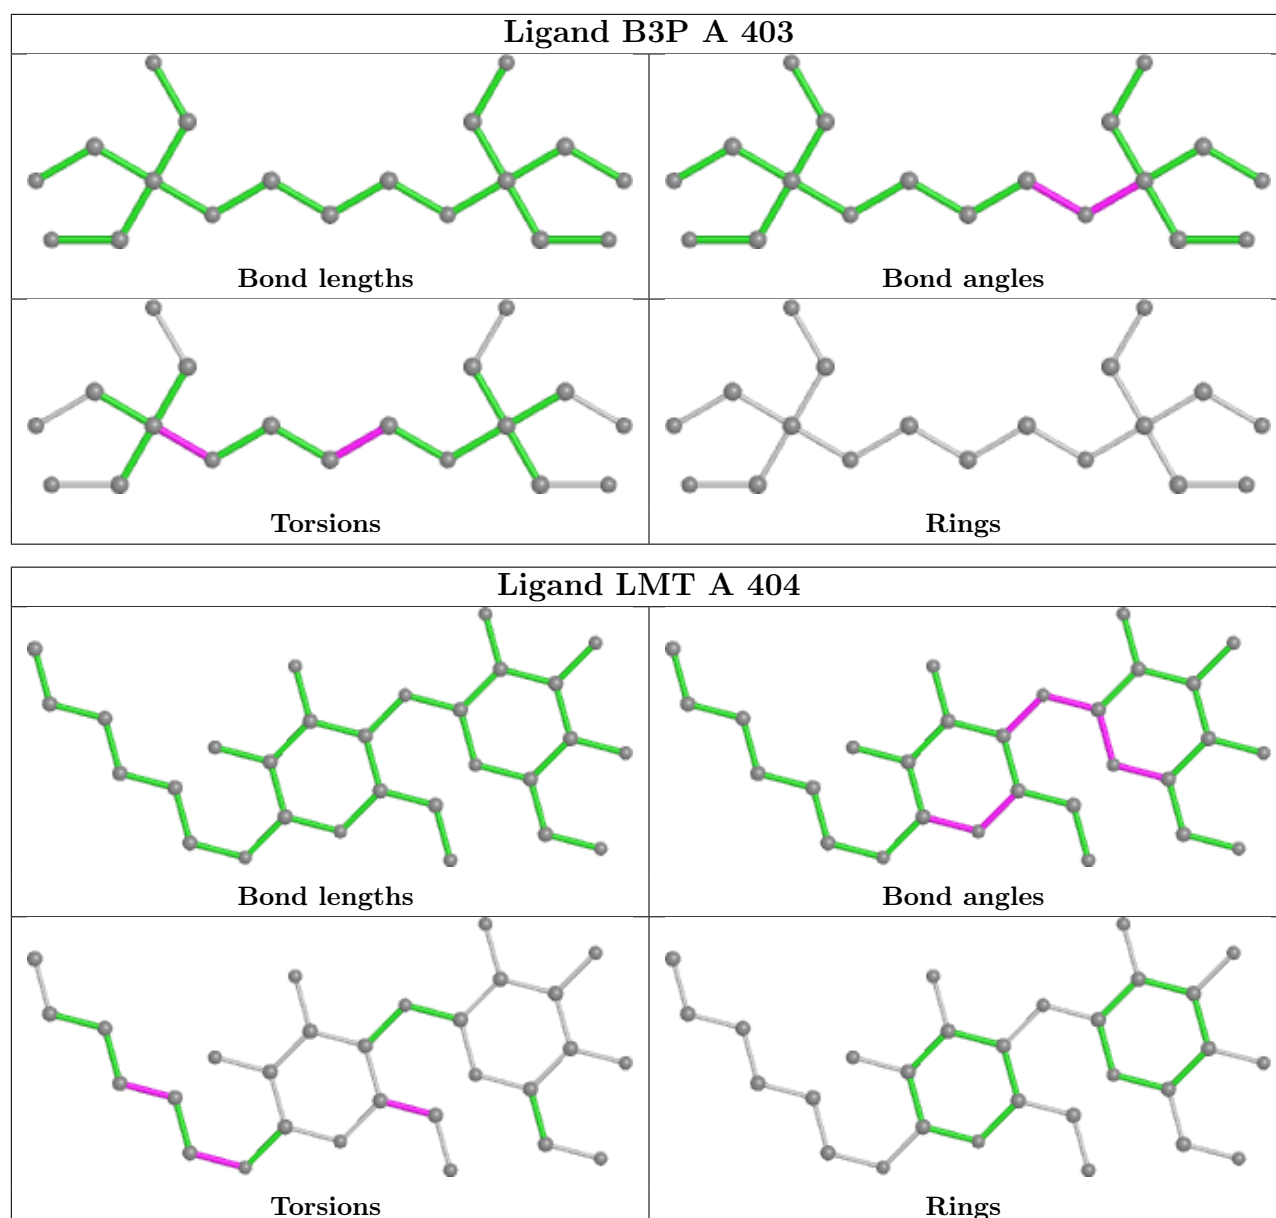 Ligand B3P A 403
Bond lengths Bond angles
Torsions Rings
Ligand LMT A 404
Bond lengths Bond angles
Torsions Rings